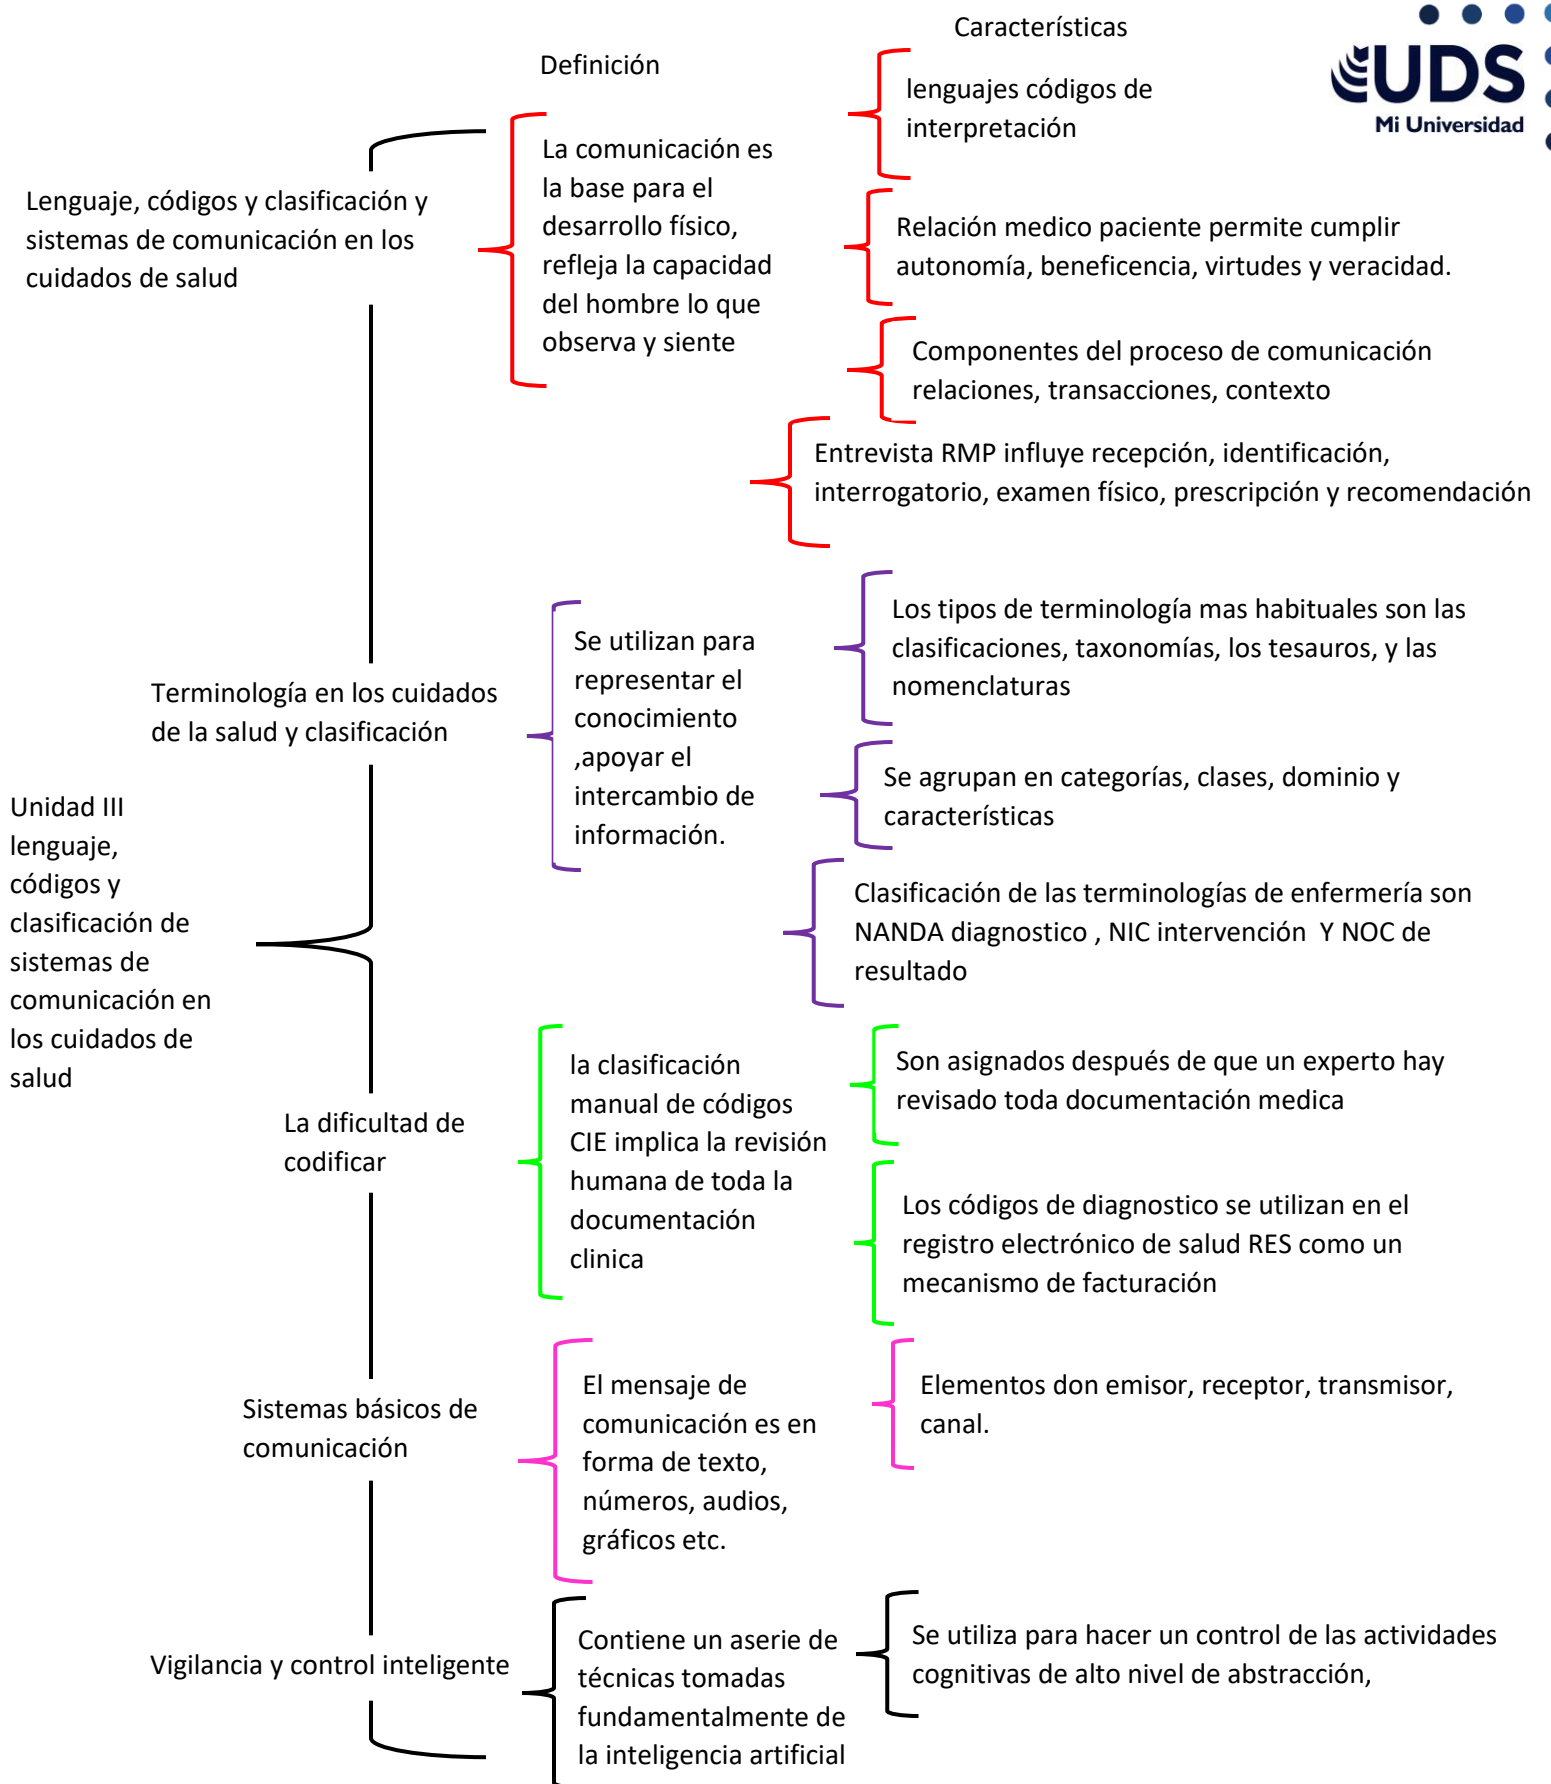 Características
UDS
Mi Universidad
Definición
lenguajes códigos de
interpretación
La comunicación es
la base para el
desarrollo físico,
refleja la capacidad
del hombre lo que
observa y siente
Lenguaje, códigos y clasificación y
sistemas de comunicación en los
cuidados de salud
Relación medico paciente permite cumplir
autonomía, beneficencia, virtudes y veracidad.
Componentes del proceso de comunicación
relaciones, transacciones, contexto
Entrevista RMP influye recepción, identificación,
interrogatorio, examen físico, prescripción y recomendación
Terminología en los cuidados
de la salud y clasificación
Se utilizan para
representar el
conocimiento
,apoyar el
intercambio de
información.
Los tipos de terminología mas habituales son las
clasificaciones, taxonomías, los tesauros, y las
nomenclaturas
Se agrupan en categorías, clases, dominio y
características
Clasificación de las terminologías de enfermería son
NANDA diagnostico , NIC intervención  Y NOC de
resultado
Unidad III
lenguaje,
códigos y
clasificación de
sistemas de
comunicación en
los cuidados de
salud
La dificultad de
codificar
la clasificación
manual de códigos
CIE implica la revisión
humana de toda la
documentación
clinica
Son asignados después de que un experto hay
revisado toda documentación medica
Los códigos de diagnostico se utilizan en el
registro electrónico de salud RES como un
mecanismo de facturación
Sistemas básicos de
comunicación
El mensaje de
comunicación es en
forma de texto,
números, audios,
gráficos etc.
Elementos don emisor, receptor, transmisor,
canal.
Vigilancia y control inteligente
Contiene un aserie de
técnicas tomadas
fundamentalmente de
la inteligencia artificial
Se utiliza para hacer un control de las actividades
cognitivas de alto nivel de abstracción,